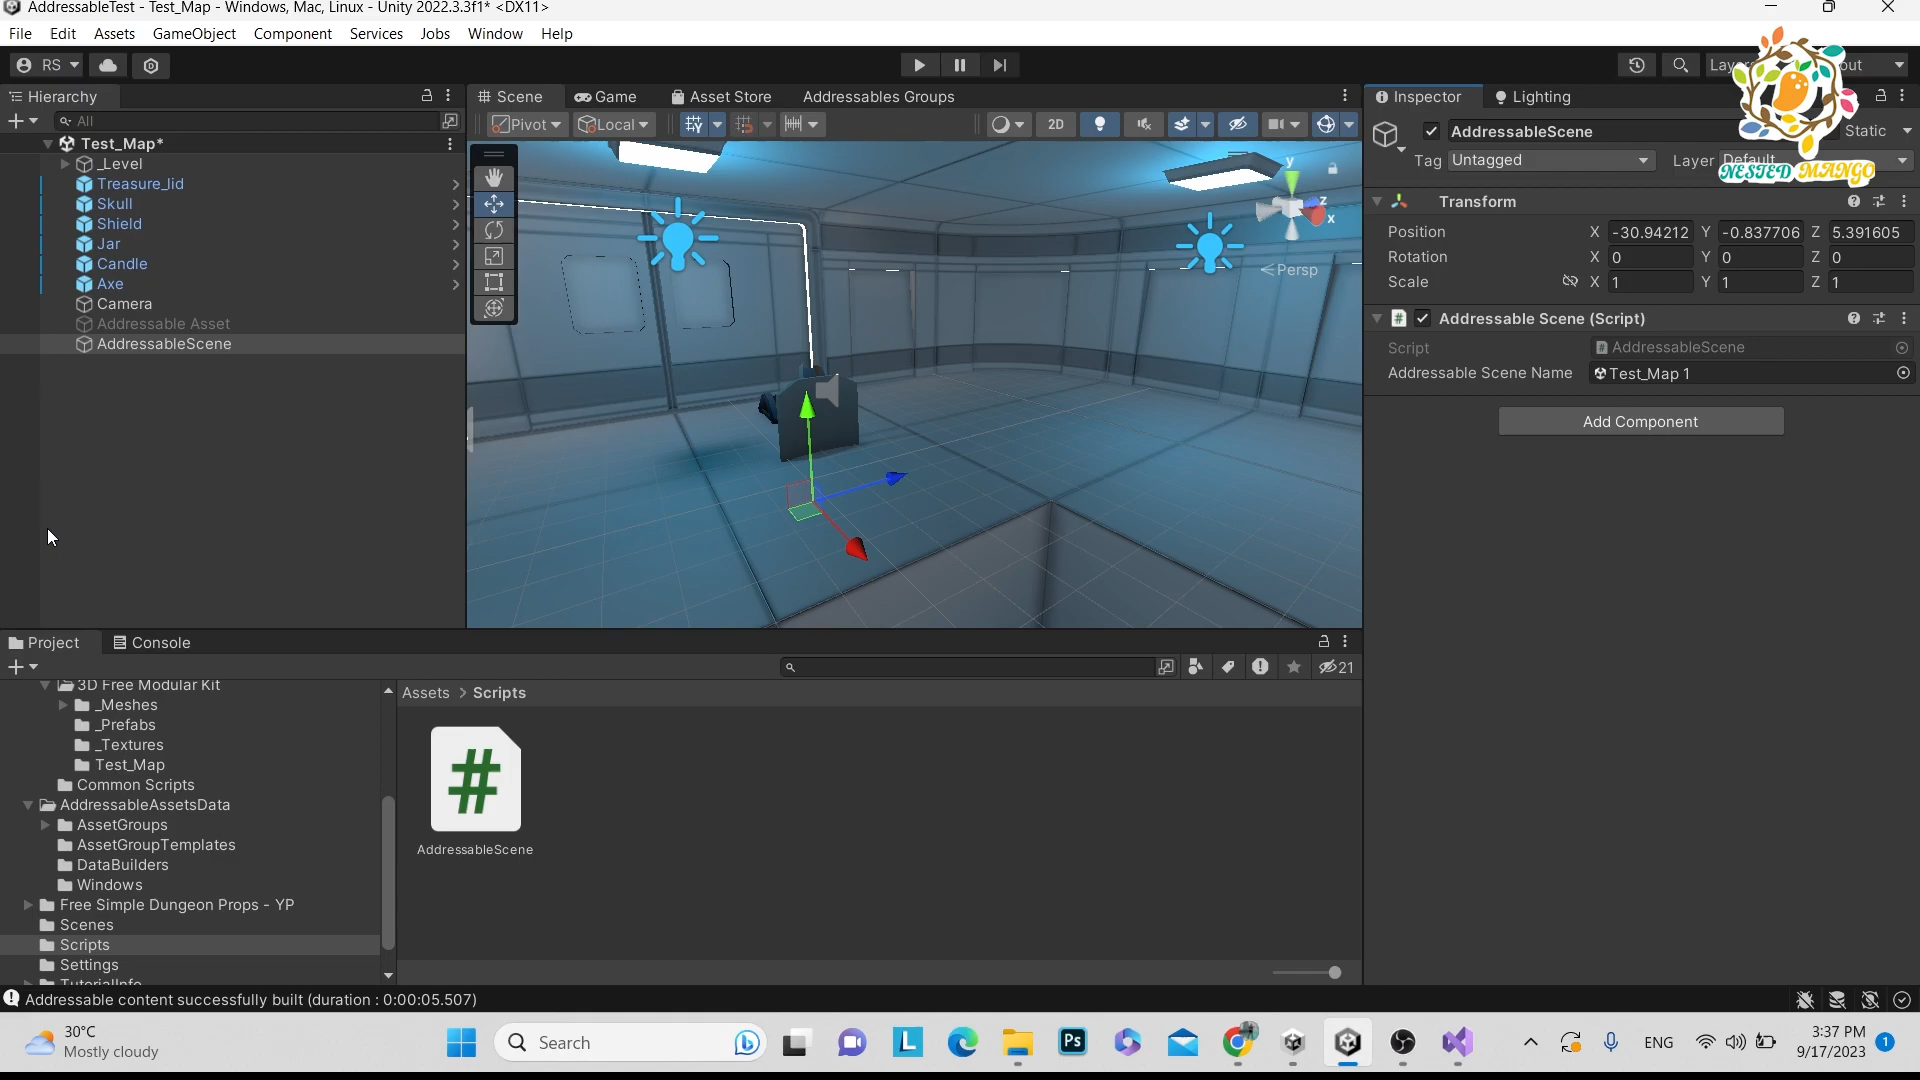 AddressableTest - Test_Map - Windows, Mac, Linux - Unity 2022.3.3f1* <DX11>
File Edit Assets GameObject Component Services Jobs Window Help
RS
Hierarchy
All
Test_Map*
_Level
Treasure_lid
Skull
Shield
Jar
Candle
Axe
Camera
Addressable Asset
AddressableScene
Scene Game Asset Store Addressables Groups
Pivot Local 2D
y
z
x
Persp
Inspector Lighting
NESTED MANGO
AddressableScene Static
Tag Untagged Layer Default
Transform
Position X -30.94212 Y -0.837706 Z 5.391605
Rotation X 0 Y 0 Z 0
Scale X 1 Y 1 Z 1
# Addressable Scene (Script)
Script AddressableScene
Addressable Scene Name Test_Map 1
Add Component
Project Console
21
3D Free Modular Kit
_Meshes
_Prefabs
_Textures
Test_Map
Common Scripts
AddressableAssetsData
AssetGroups
AssetGroupTemplates
DataBuilders
Windows
Free Simple Dungeon Props - YP
Scenes
Scripts
Settings
Assets > Scripts
#
AddressableScene
Addressable content successfully built (duration : 0:00:05.507)
30°C
Mostly cloudy
Search
L
Ps
ENG
3:37 PM
9/17/2023
1